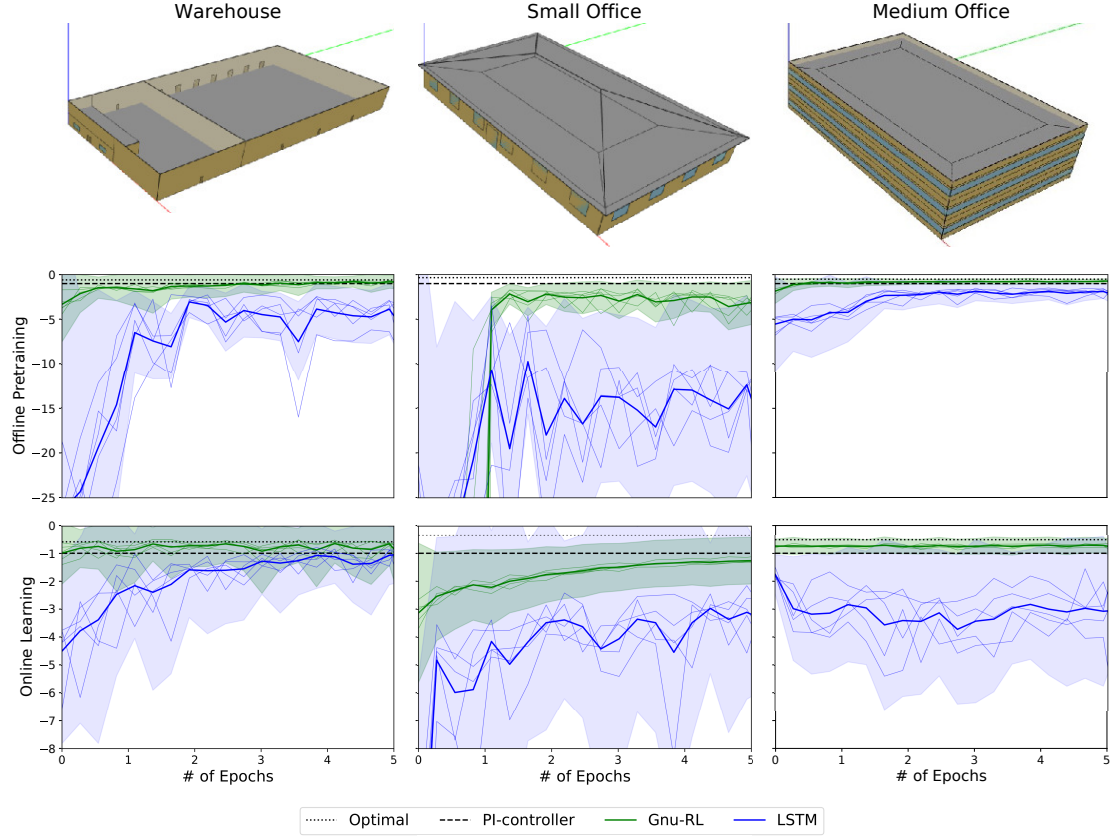 Warehouse Small Office Medium Office
Offline Pretraining
0
−5
−10
−15
−20
−25
Online Learning
0
−1
−2
−3
−4
−5
−6
−7
−8
0 1 2 3 4 5
0 1 2 3 4 5
0 1 2 3 4 5
# of Epochs # of Epochs # of Epochs
Optimal PI-controller Gnu-RL LSTM